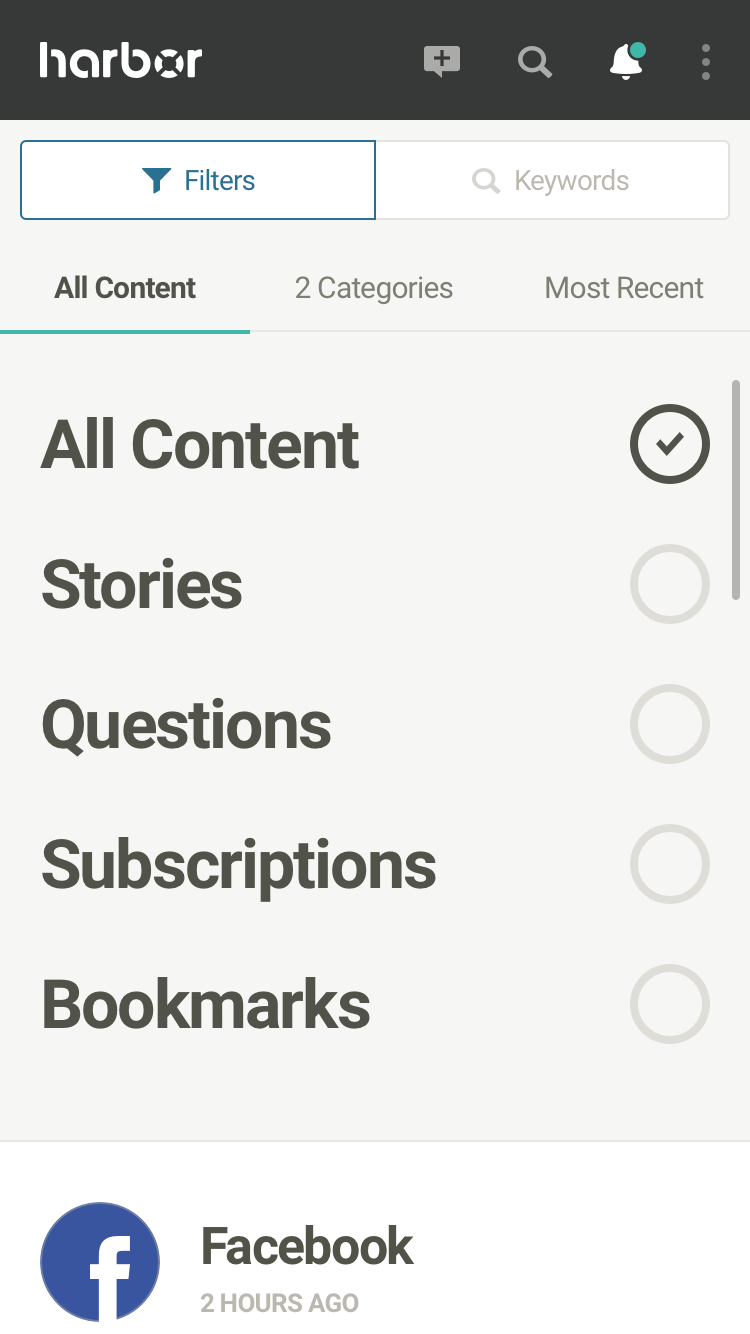 harbor
Filters
Keywords
All Content
2 Categories
Most Recent
All Content
Stories
Questions
Subscriptions
Bookmarks
Facebook
2 HOURS AGO